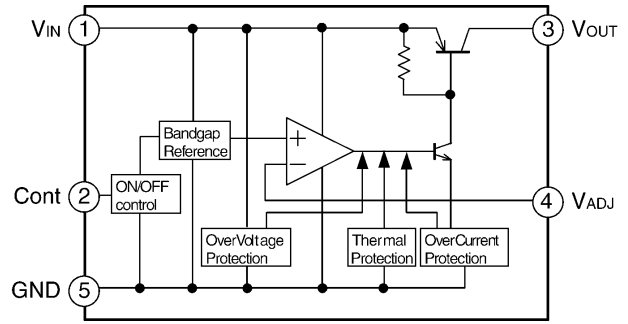 VIN 1
3 VOUT
Bandgap
Reference
+
−
Cont 2
ON/OFF
control
4 VADJ
OverVoltage
Protection
Thermal
Protection
OverCurrent
Protection
GND 5